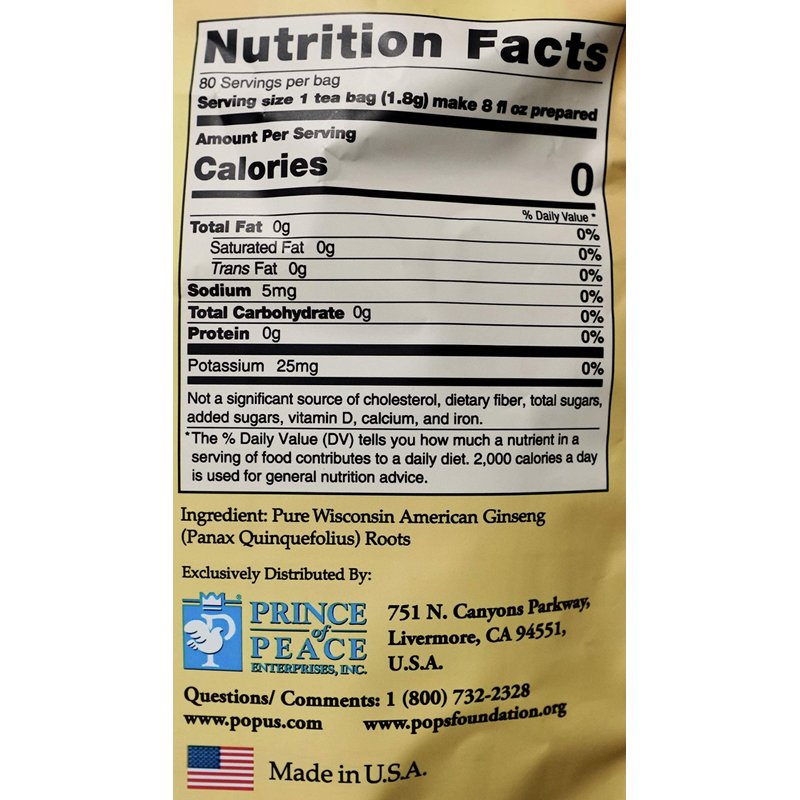 Nutrition Facts
80 Servings per bag
Serving size 1 tea bag (1.8g) make 8 fl oz prepared
Amount Per Serving
Calories 0
% Daily Value *
Total Fat 0g 0%
Saturated Fat 0g 0%
Trans Fat 0g 0%
Sodium 5mg 0%
Total Carbohydrate 0g 0%
Protein 0g 0%
Potassium 25mg 0%
Not a significant source of cholesterol, dietary fiber, total sugars,
added sugars, vitamin D, calcium, and iron.
*The % Daily Value (DV) tells you how much a nutrient in a
serving of food contributes to a daily diet. 2,000 calories a day
is used for general nutrition advice.
Ingredient: Pure Wisconsin American Ginseng
(Panax Quinquefolius) Roots
Exclusively Distributed By:
PRINCE
of
PEACE
ENTERPRISES, INC.
751 N. Canyons Parkway,
Livermore, CA 94551,
U.S.A.
Questions/ Comments: 1 (800) 732-2328
www.popus.com www.popsfoundation.org
Made in U.S.A.